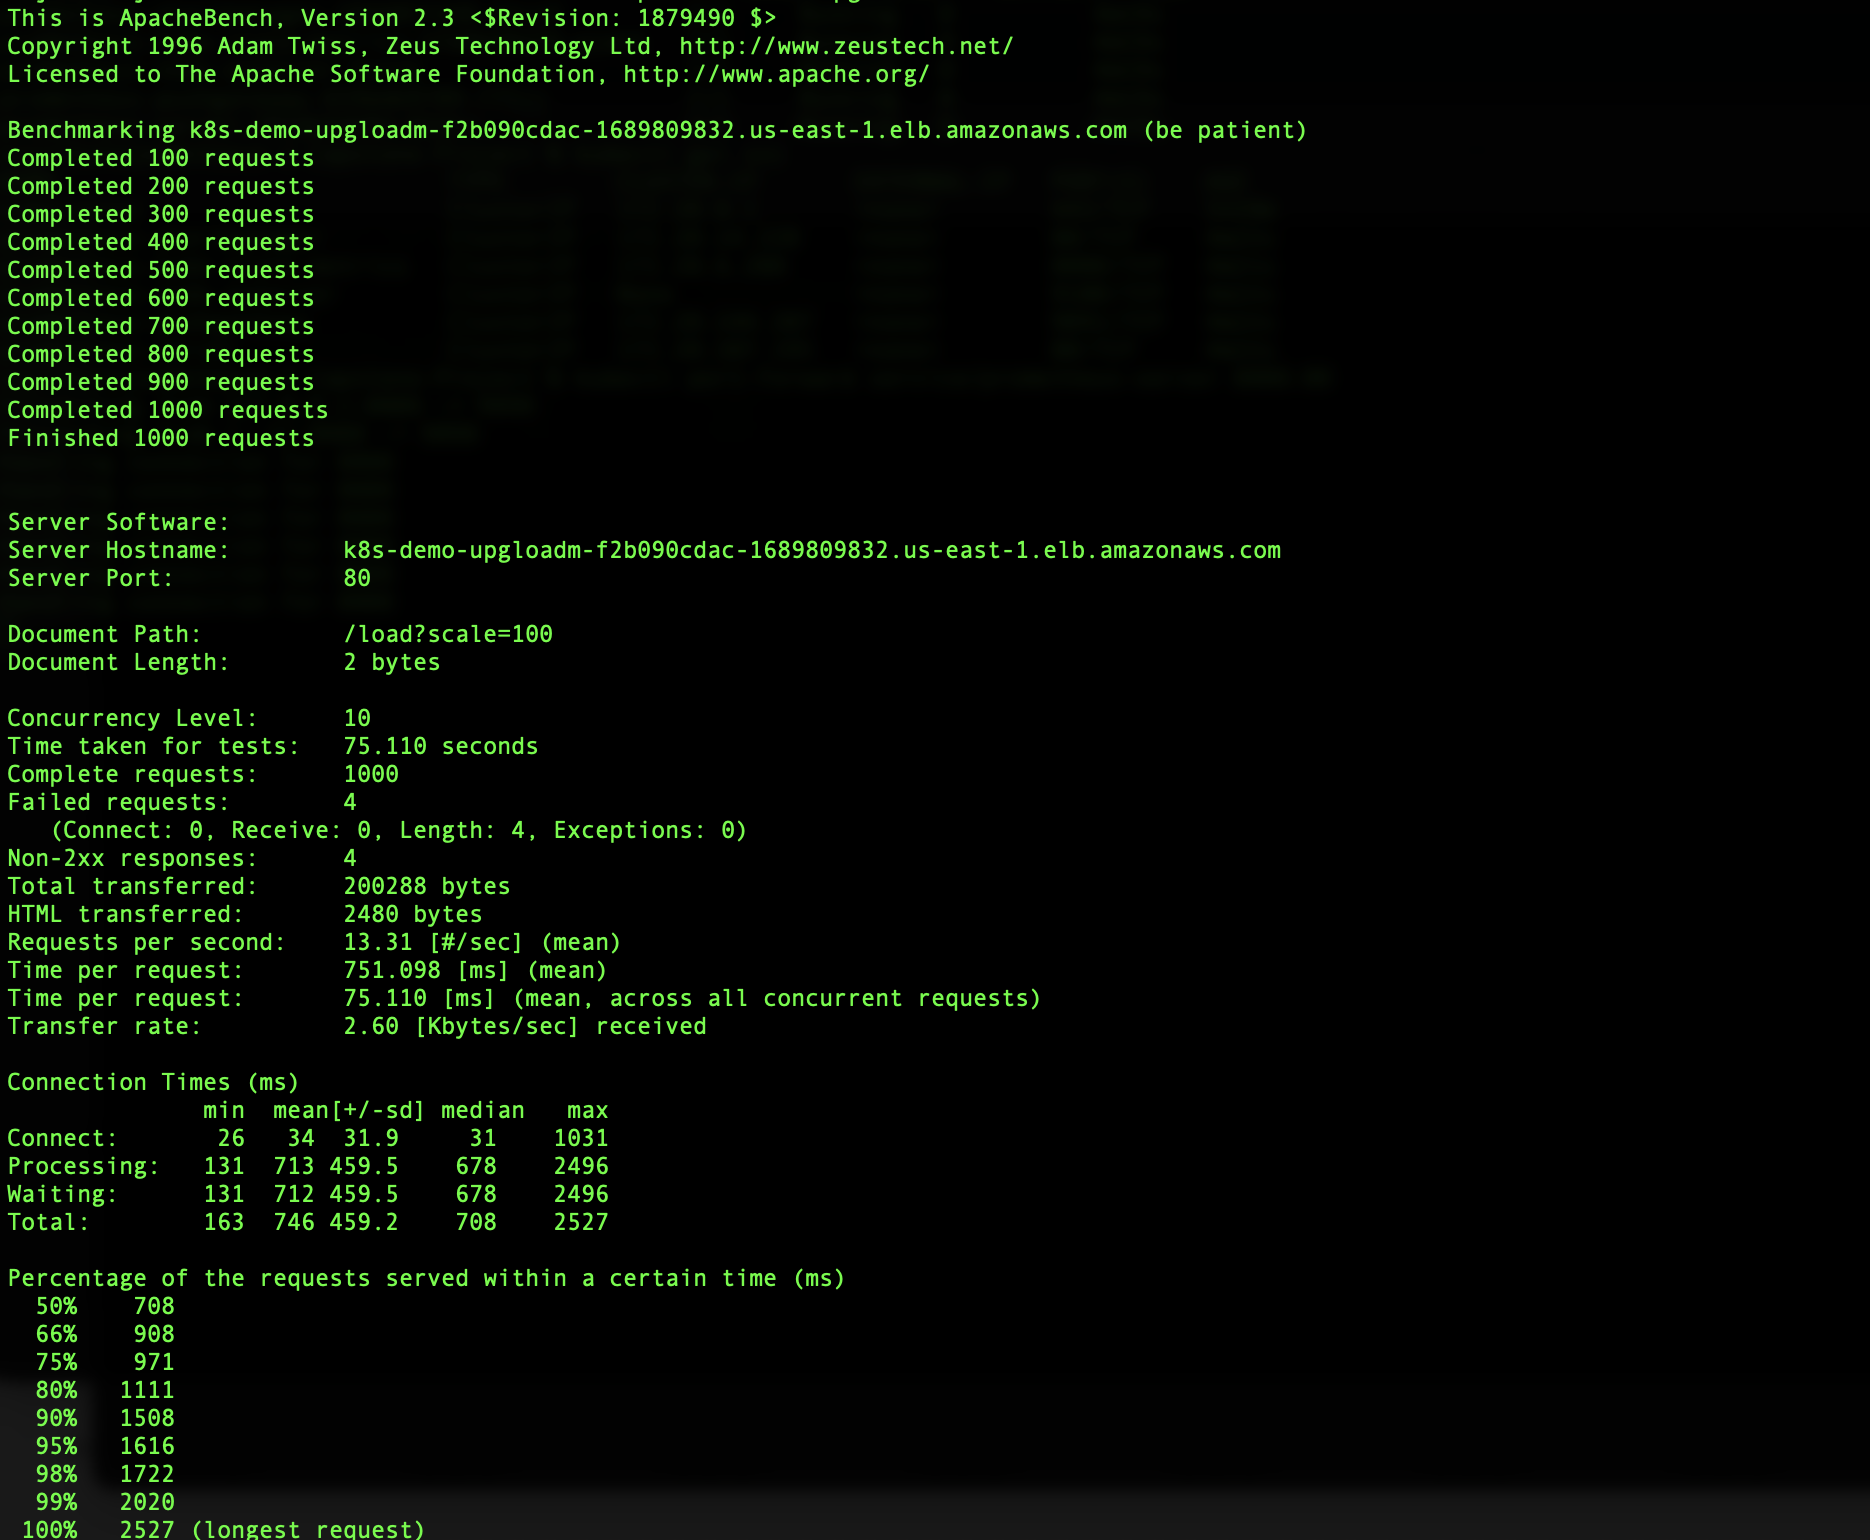 This is ApacheBench, Version 2.3 <$Revision: 1879490 $>
Copyright 1996 Adam Twiss, Zeus Technology Ltd, http://www.zeustech.net/
Licensed to The Apache Software Foundation, http://www.apache.org/

Benchmarking k8s-demo-upgloadm-f2b090cdac-1689809832.us-east-1.elb.amazonaws.com (be patient)
Completed 100 requests
Completed 200 requests
Completed 300 requests
Completed 400 requests
Completed 500 requests
Completed 600 requests
Completed 700 requests
Completed 800 requests
Completed 900 requests
Completed 1000 requests
Finished 1000 requests

Server Software:
Server Hostname:        k8s-demo-upgloadm-f2b090cdac-1689809832.us-east-1.elb.amazonaws.com
Server Port:            80

Document Path:          /load?scale=100
Document Length:        2 bytes

Concurrency Level:      10
Time taken for tests:   75.110 seconds
Complete requests:      1000
Failed requests:        4
   (Connect: 0, Receive: 0, Length: 4, Exceptions: 0)
Non-2xx responses:      4
Total transferred:      200288 bytes
HTML transferred:       2480 bytes
Requests per second:    13.31 [#/sec] (mean)
Time per request:       751.098 [ms] (mean)
Time per request:       75.110 [ms] (mean, across all concurrent requests)
Transfer rate:          2.60 [Kbytes/sec] received

Connection Times (ms)
              min  mean[+/-sd] median   max
Connect:       26   34  31.9     31    1031
Processing:   131  713 459.5    678    2496
Waiting:      131  712 459.5    678    2496
Total:        163  746 459.2    708    2527

Percentage of the requests served within a certain time (ms)
  50%    708
  66%    908
  75%    971
  80%   1111
  90%   1508
  95%   1616
  98%   1722
  99%   2020
 100%   2527 (longest request)